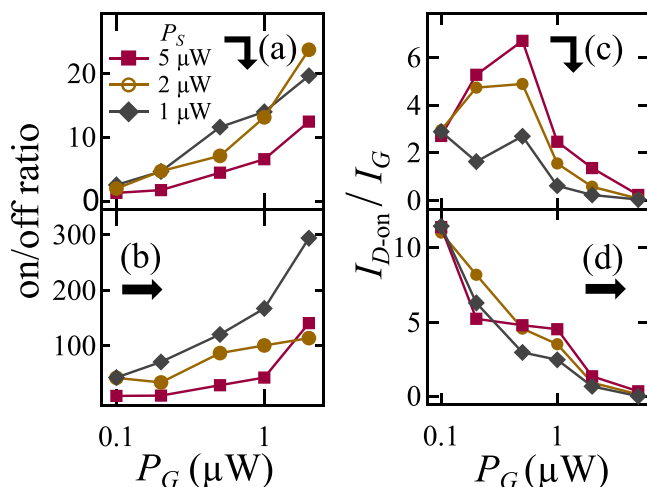 P_S
5 μW
2 μW
1 μW
(a)
20
10
0
on/off ratio
(b)
300
200
100
0.1
1
P_G (μW)
(c)
6
4
2
0
I_D-on / I_G
(d)
10
5
0
0.1
1
P_G (μW)